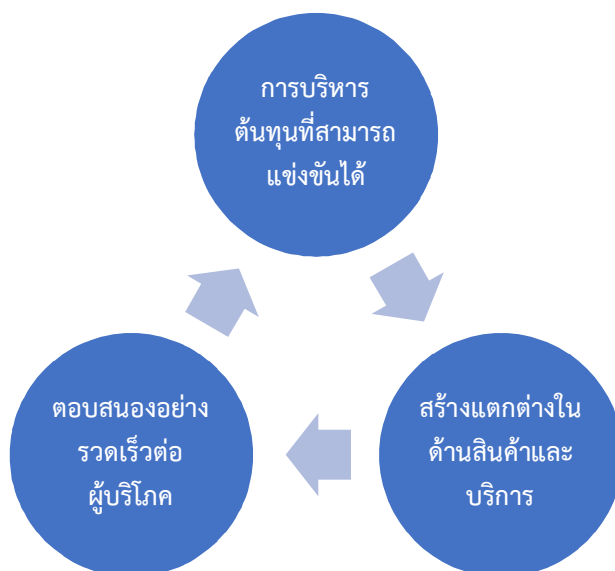 การบริหาร
ต้นทุนที่สามารถ
แข่งขันได้
สร้างแตกต่างใน
ด้านสินค้าและ
บริการ
ตอบสนองอย่าง
รวดเร็วต่อ
ผู้บริโภค